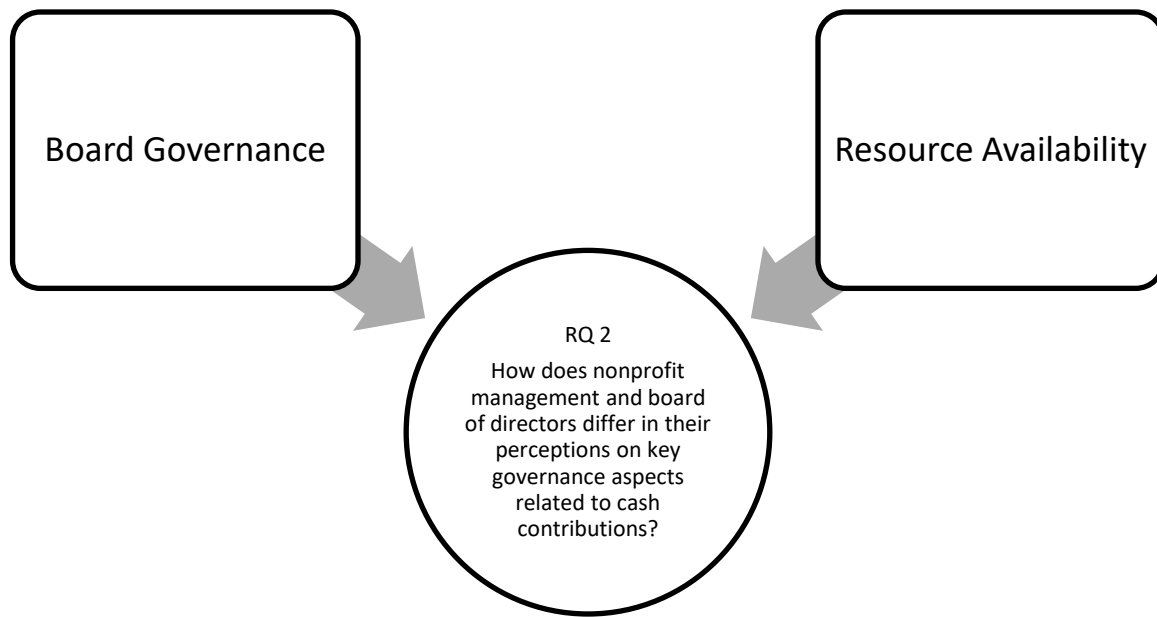 Board Governance
Resource Availability
RQ 2
How does nonprofit
management and board
of directors differ in their
perceptions on key
governance aspects
related to cash
contributions?